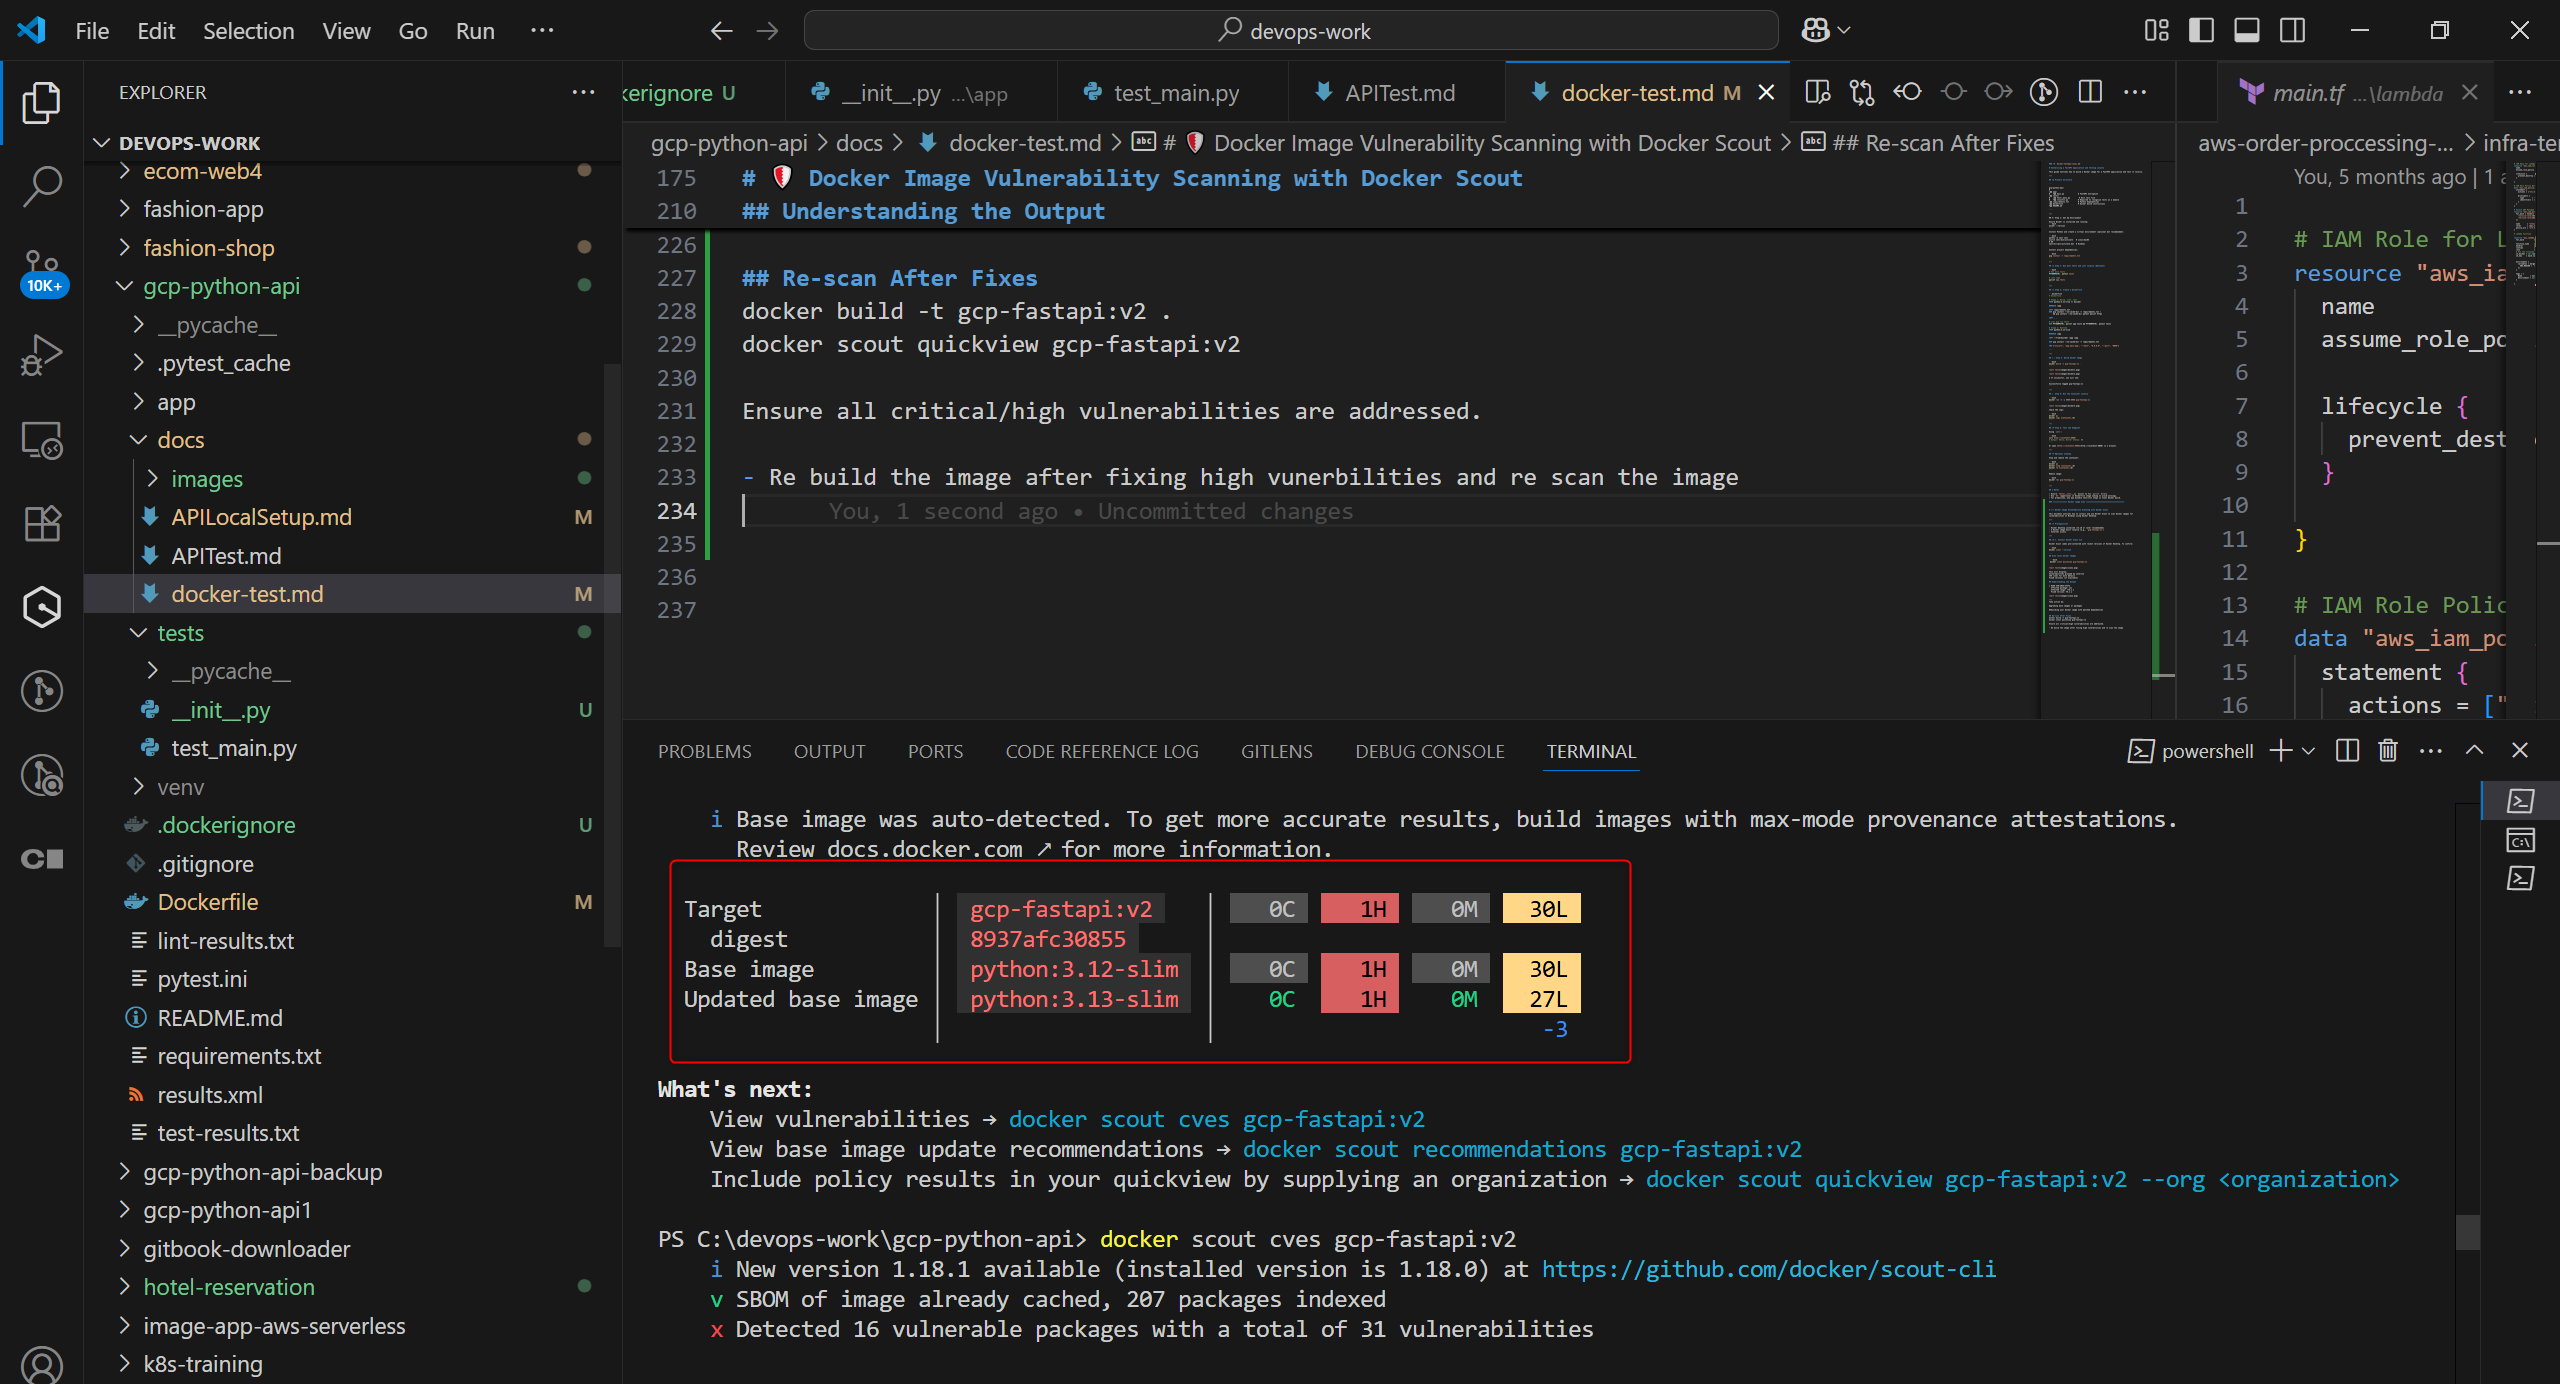 File Edit Selection View Go Run ···
devops-work
EXPLORER
DEVOPS-WORK
ecom-web4
fashion-app
fashion-shop
10K+
gcp-python-api
__pycache__
.pytest_cache
app
docs
images
APILocalSetup.md M
APITest.md
docker-test.md M
tests
__pycache__
__init__.py U
test_main.py
venv
.dockerignore U
.gitignore
Dockerfile M
lint-results.txt
pytest.ini
README.md
requirements.txt
results.xml
test-results.txt
gcp-python-api-backup
gcp-python-api1
gitbook-downloader
hotel-reservation
image-app-aws-serverless
k8s-training
kerignore U
__init__.py ...\app
test_main.py
APITest.md
docker-test.md M
gcp-python-api > docs > docker-test.md > # Docker Image Vulnerability Scanning with Docker Scout > ## Re-scan After Fixes
175 # Docker Image Vulnerability Scanning with Docker Scout
210 ## Understanding the Output
226
227 ## Re-scan After Fixes
228 docker build -t gcp-fastapi:v2 .
229 docker scout quickview gcp-fastapi:v2
230
231 Ensure all critical/high vulnerabilities are addressed.
232
233 - Re build the image after fixing high vunerbilities and re scan the image
234 You, 1 second ago • Uncommitted changes
235
236
237
main.tf ...\lambda
aws-order-proccessing-... > infra-te
You, 5 months ago | 1 a
1
2 # IAM Role for L
3 resource "aws_ia
4 name
5 assume_role_po
6
7 lifecycle {
8 prevent_dest
9 }
10
11 }
12
13 # IAM Role Polic
14 data "aws_iam_po
15 statement {
16 actions = ["
PROBLEMS OUTPUT PORTS CODE REFERENCE LOG GITLENS DEBUG CONSOLE TERMINAL
powershell
i Base image was auto-detected. To get more accurate results, build images with max-mode provenance attestations.
Review docs.docker.com ↗ for more information.
Target │ gcp-fastapi:v2 │ 0C 1H 0M 30L
digest │ 8937afc30855 │
Base image │ python:3.12-slim │ 0C 1H 0M 30L
Updated base image │ python:3.13-slim │ 0C 1H 0M 27L
-3
What's next:
View vulnerabilities → docker scout cves gcp-fastapi:v2
View base image update recommendations → docker scout recommendations gcp-fastapi:v2
Include policy results in your quickview by supplying an organization → docker scout quickview gcp-fastapi:v2 --org <organization>
PS C:\devops-work\gcp-python-api> docker scout cves gcp-fastapi:v2
i New version 1.18.1 available (installed version is 1.18.0) at https://github.com/docker/scout-cli
v SBOM of image already cached, 207 packages indexed
x Detected 16 vulnerable packages with a total of 31 vulnerabilities